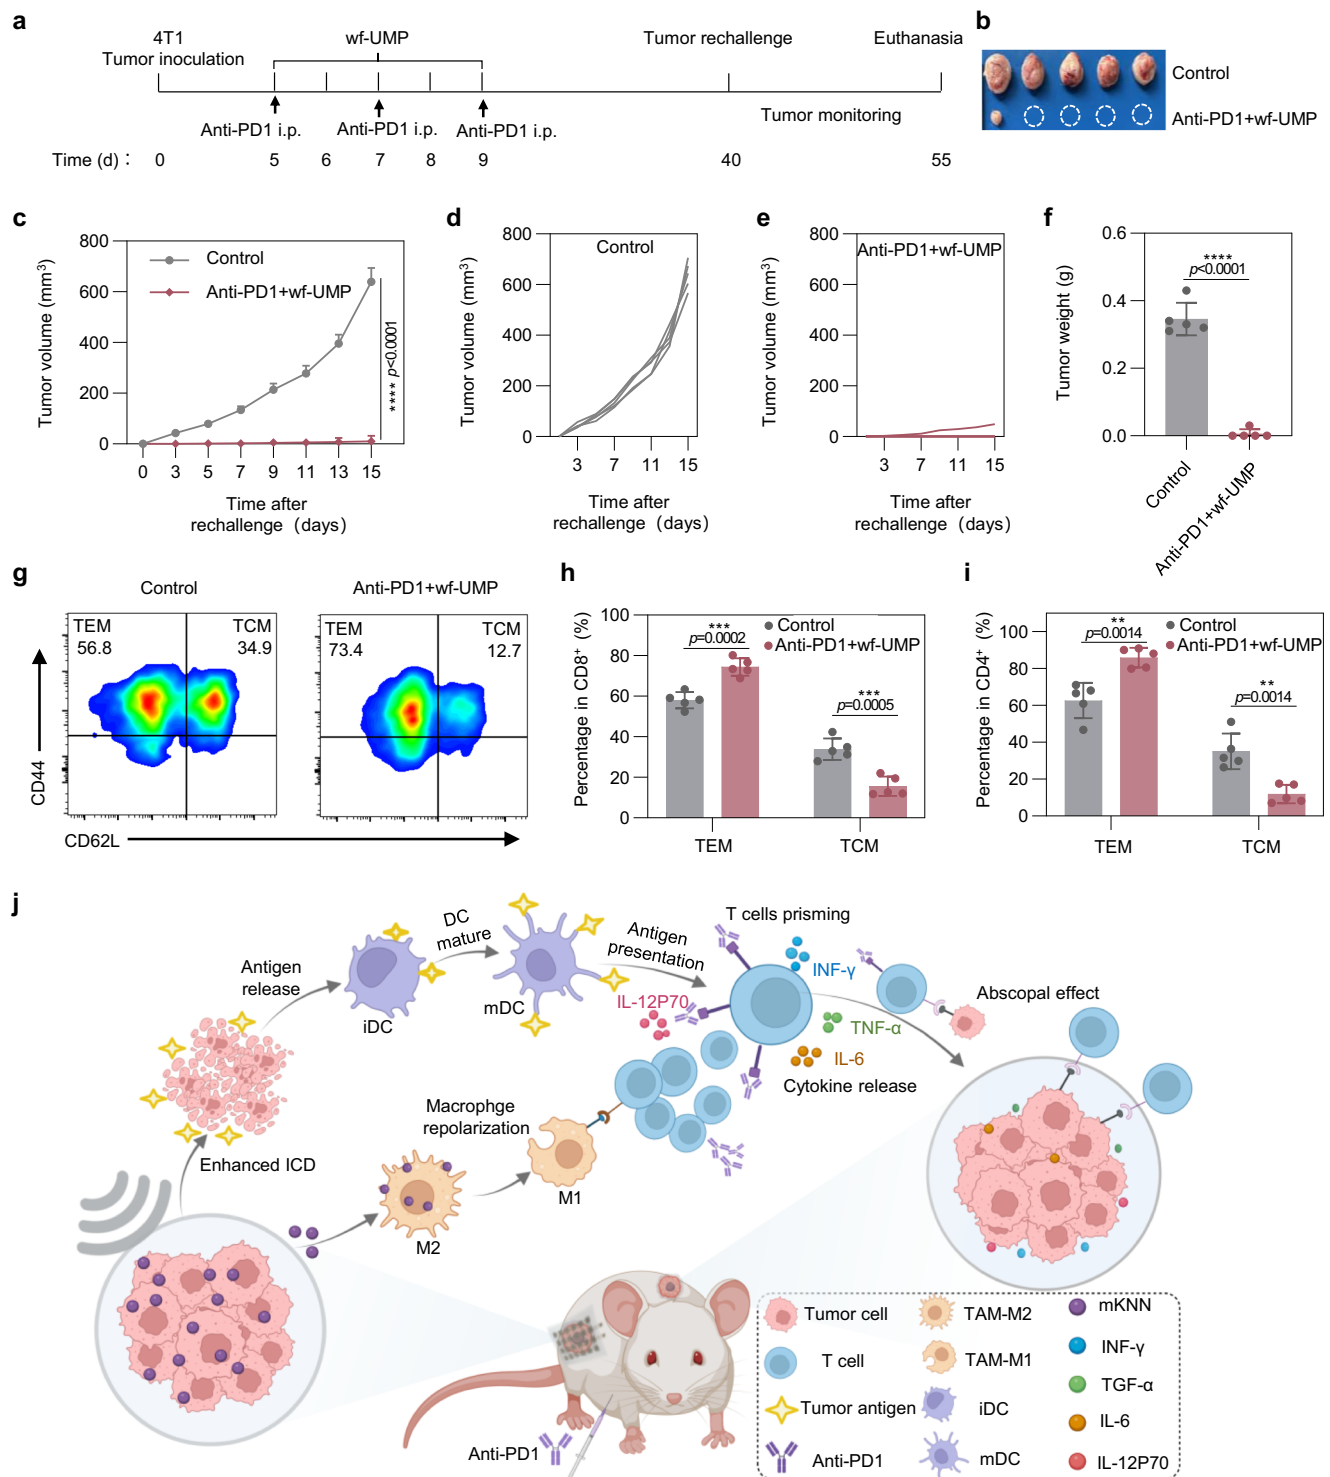 a
4T1
Tumor inoculation
wf-UMP
Tumor rechallenge
Euthanasia
Anti-PD1 i.p.
Anti-PD1 i.p.
Anti-PD1 i.p.
Tumor monitoring
Time (d) : 0 5 6 7 8 9 40 55
b
Control
Anti-PD1+wf-UMP
c
Tumor volume (mm³)
800
600
400
200
0
Control
Anti-PD1+wf-UMP
**** p<0.0001
0 3 5 7 9 11 13 15
Time after
rechallenge (days)
d
Tumor volume (mm³)
800
600
400
200
0
Control
3 7 11 15
Time after
rechallenge (days)
e
Tumor volume (mm³)
800
600
400
200
0
Anti-PD1+wf-UMP
3 7 11 15
Time after
rechallenge (days)
f
Tumor weight (g)
0.6
0.4
0.2
0.0
****
p<0.0001
Control
Anti-PD1+wf-UMP
g
Control
Anti-PD1+wf-UMP
TEM
56.8
TCM
34.9
TEM
73.4
TCM
12.7
CD44
CD62L
h
Percentage in CD8⁺ (%)
100
80
60
40
20
0
Control
Anti-PD1+wf-UMP
***
p=0.0002
***
p=0.0005
TEM TCM
i
Percentage in CD4⁺ (%)
100
80
60
40
20
0
Control
Anti-PD1+wf-UMP
**
p=0.0014
**
p=0.0014
TEM TCM
j
Antigen
release
iDC
DC
mature
mDC
Antigen
presentation
T cells prisming
INF-γ
IL-12P70
TNF-α
IL-6
Cytokine release
Abscopal effect
Enhanced ICD
Macrophge
repolarization
M2
M1
Anti-PD1
Tumor cell
T cell
Tumor antigen
Anti-PD1
TAM-M2
TAM-M1
iDC
mDC
mKNN
INF-γ
TGF-α
IL-6
IL-12P70